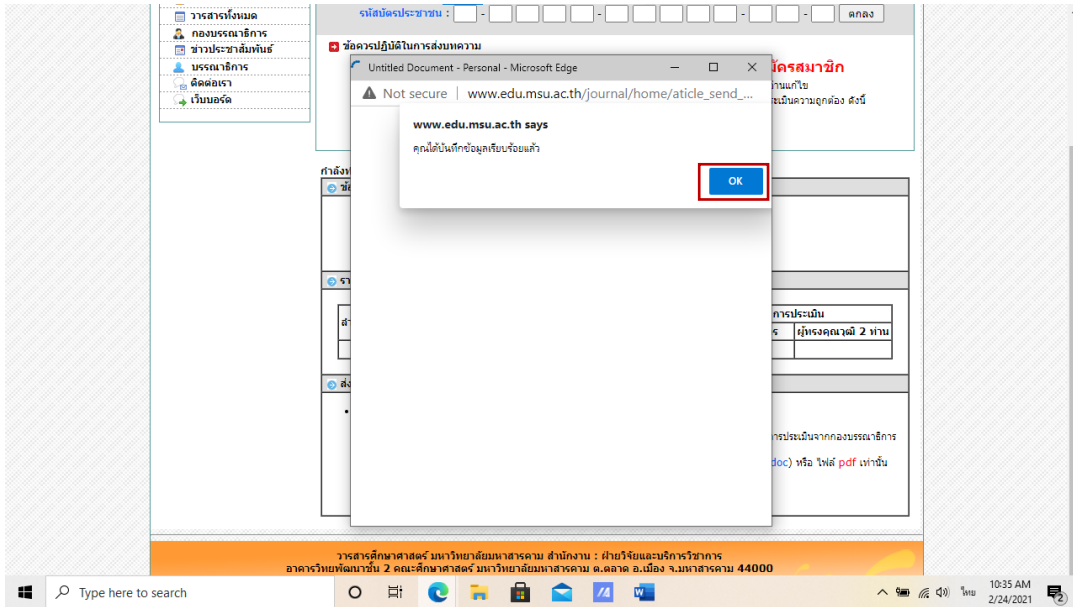 วารสารทั้งหมด
กองบรรณาธิการ
ข่าวประชาสัมพันธ์
บรรณาธิการ
ติดต่อเรา
เว็บบอร์ด
รหัสบัตรประชาชน : - - - - ตกลง
ข้อควรปฏิบัติในการส่งบทความ
Untitled Document - Personal - Microsoft Edge
Not secure www.edu.msu.ac.th/journal/home/aticle_send_...
www.edu.msu.ac.th says
คุณได้บันทึกข้อมูลเรียบร้อยแล้ว
OK
มัครสมาชิก
านแก้ไข
ระเมินความถูกต้อง ดังนี้
กำลัง
การประเมิน
ผู้ทรงคุณวุฒิ 2 ท่าน
ารประเมินจากกองบรรณาธิการ
doc) หรือ ไฟล์ pdf เท่านั้น
วารสารศึกษาศาสตร์ มหาวิทยาลัยมหาสารคาม สำนักงาน : ฝ่ายวิจัยและบริการวิชาการ
อาคารวิทยพัฒนาชั้น 2 คณะศึกษาศาสตร์ มหาวิทยาลัยมหาสารคาม ต.ตลาด อ.เมือง จ.มหาสารคาม 44000
Type here to search
ไทย
10:35 AM
2/24/2021
2